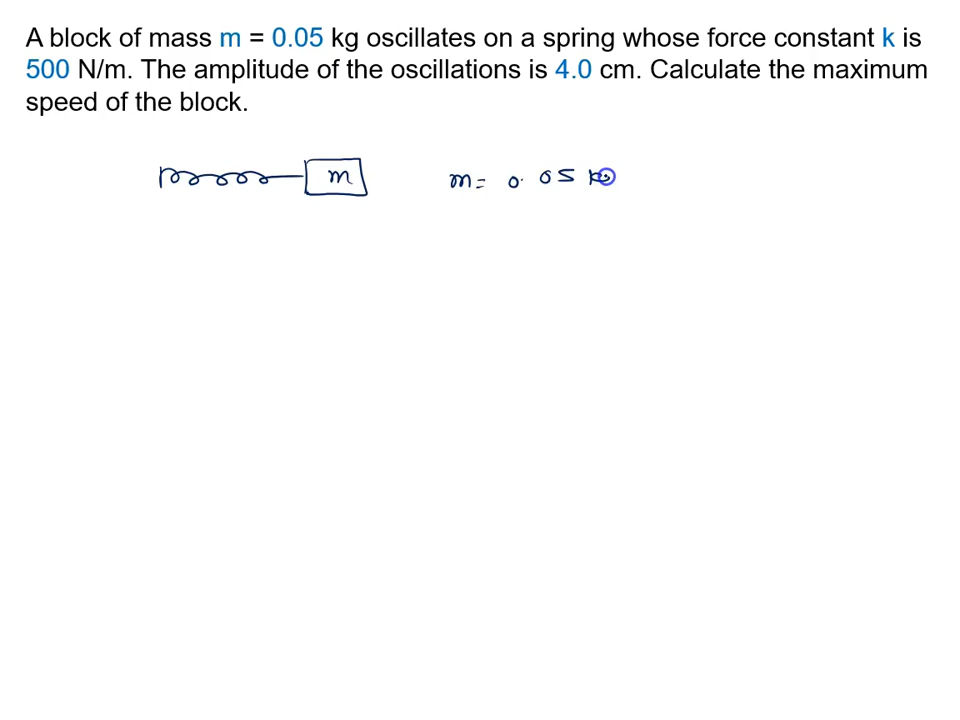 A block of mass m = 0.05 kg oscillates on a spring whose force constant k is
500 N/m. The amplitude of the oscillations is 4.0 cm. Calculate the maximum
speed of the block.
m m = 0.05